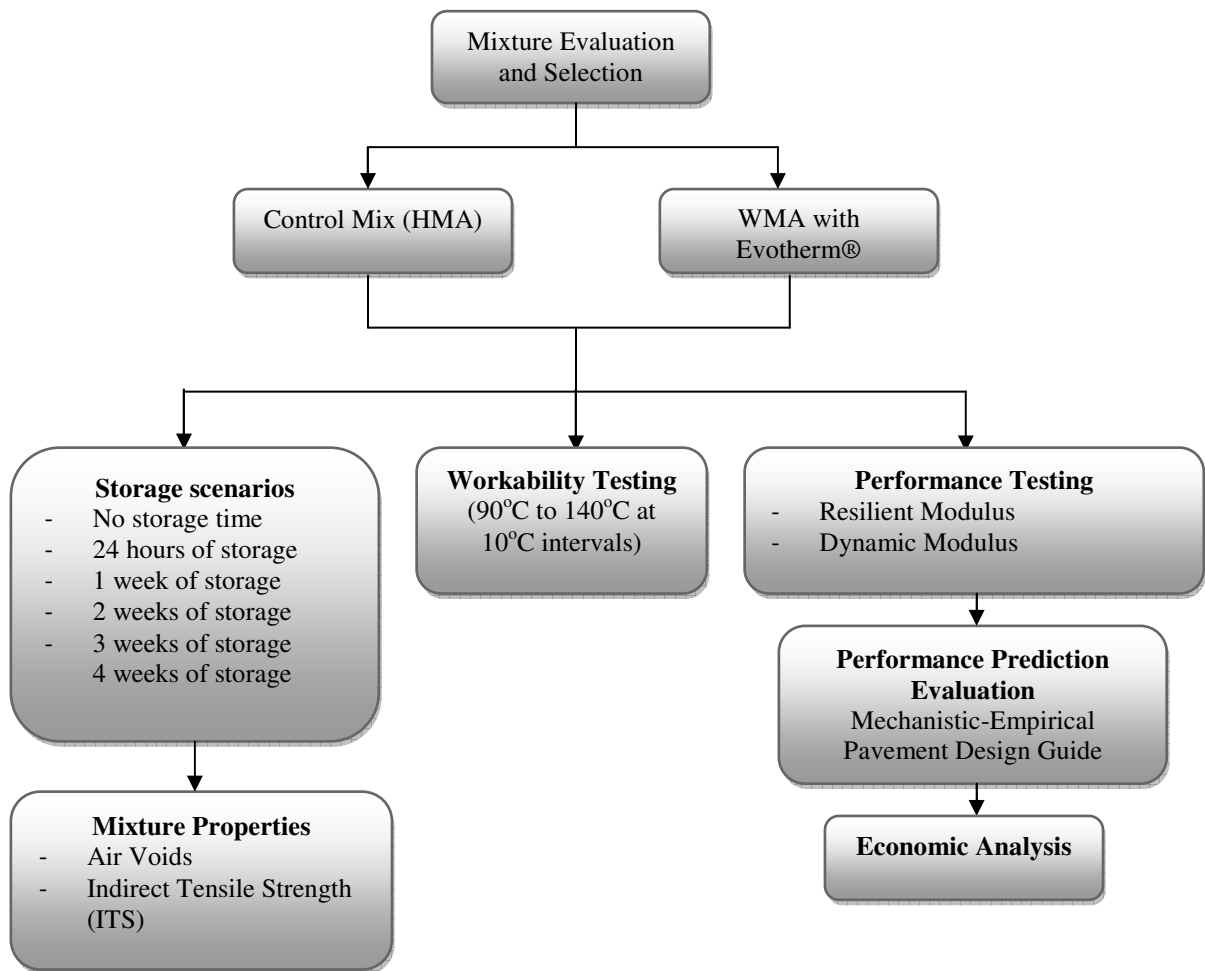 Mixture Evaluation
and Selection
Control Mix (HMA)
WMA with
Evotherm®
Storage scenarios
- No storage time
- 24 hours of storage
- 1 week of storage
- 2 weeks of storage
- 3 weeks of storage
4 weeks of storage
Workability Testing
(90°C to 140°C at
10°C intervals)
Performance Testing
- Resilient Modulus
- Dynamic Modulus
Performance Prediction
Evaluation
Mechanistic-Empirical
Pavement Design Guide
Mixture Properties
- Air Voids
- Indirect Tensile Strength
(ITS)
Economic Analysis